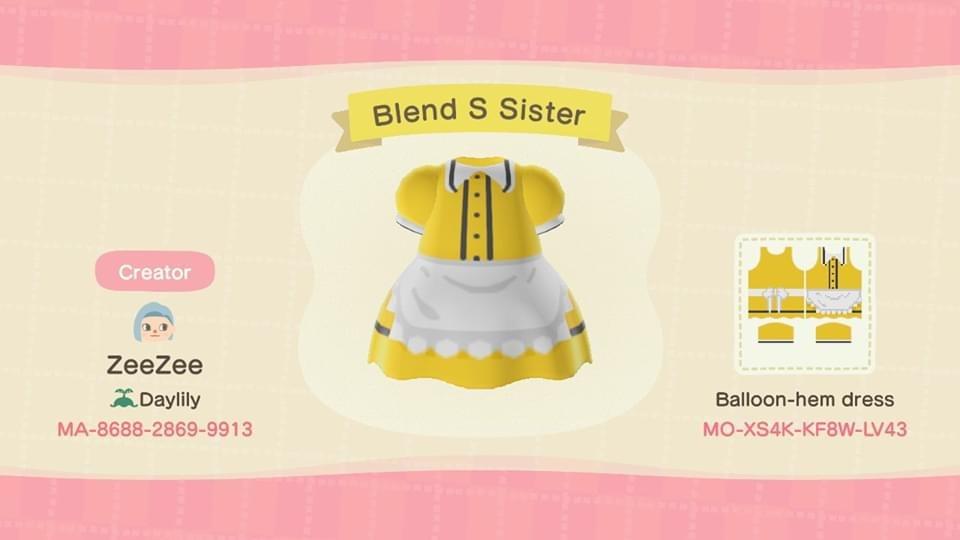 Blend S Sister
Creator
ZeeZee
Daylily
MA-8688-2869-9913
Balloon-hem dress
MO-XS4K-KF8W-LV43